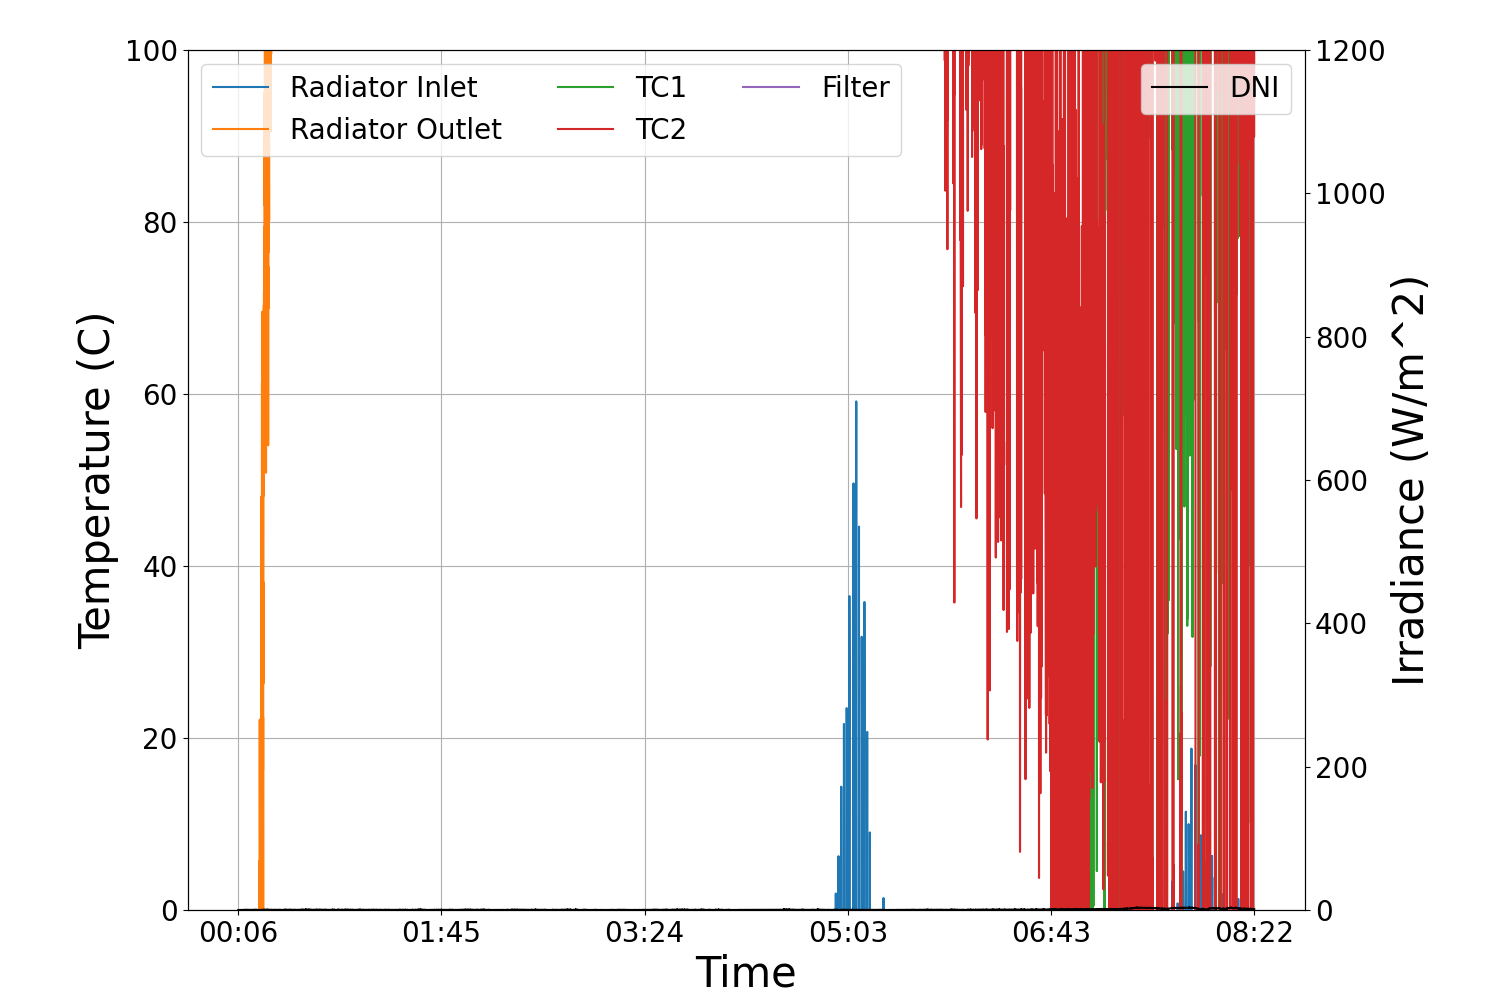 100
80
60
40
20
0
Temperature (C)
Radiator Inlet
Radiator Outlet
TC1
TC2
Filter
DNI
1200
1000
800
600
400
200
0
Irradiance (W/m^2)
00:06 01:45 03:24 05:03 06:43 08:22
Time